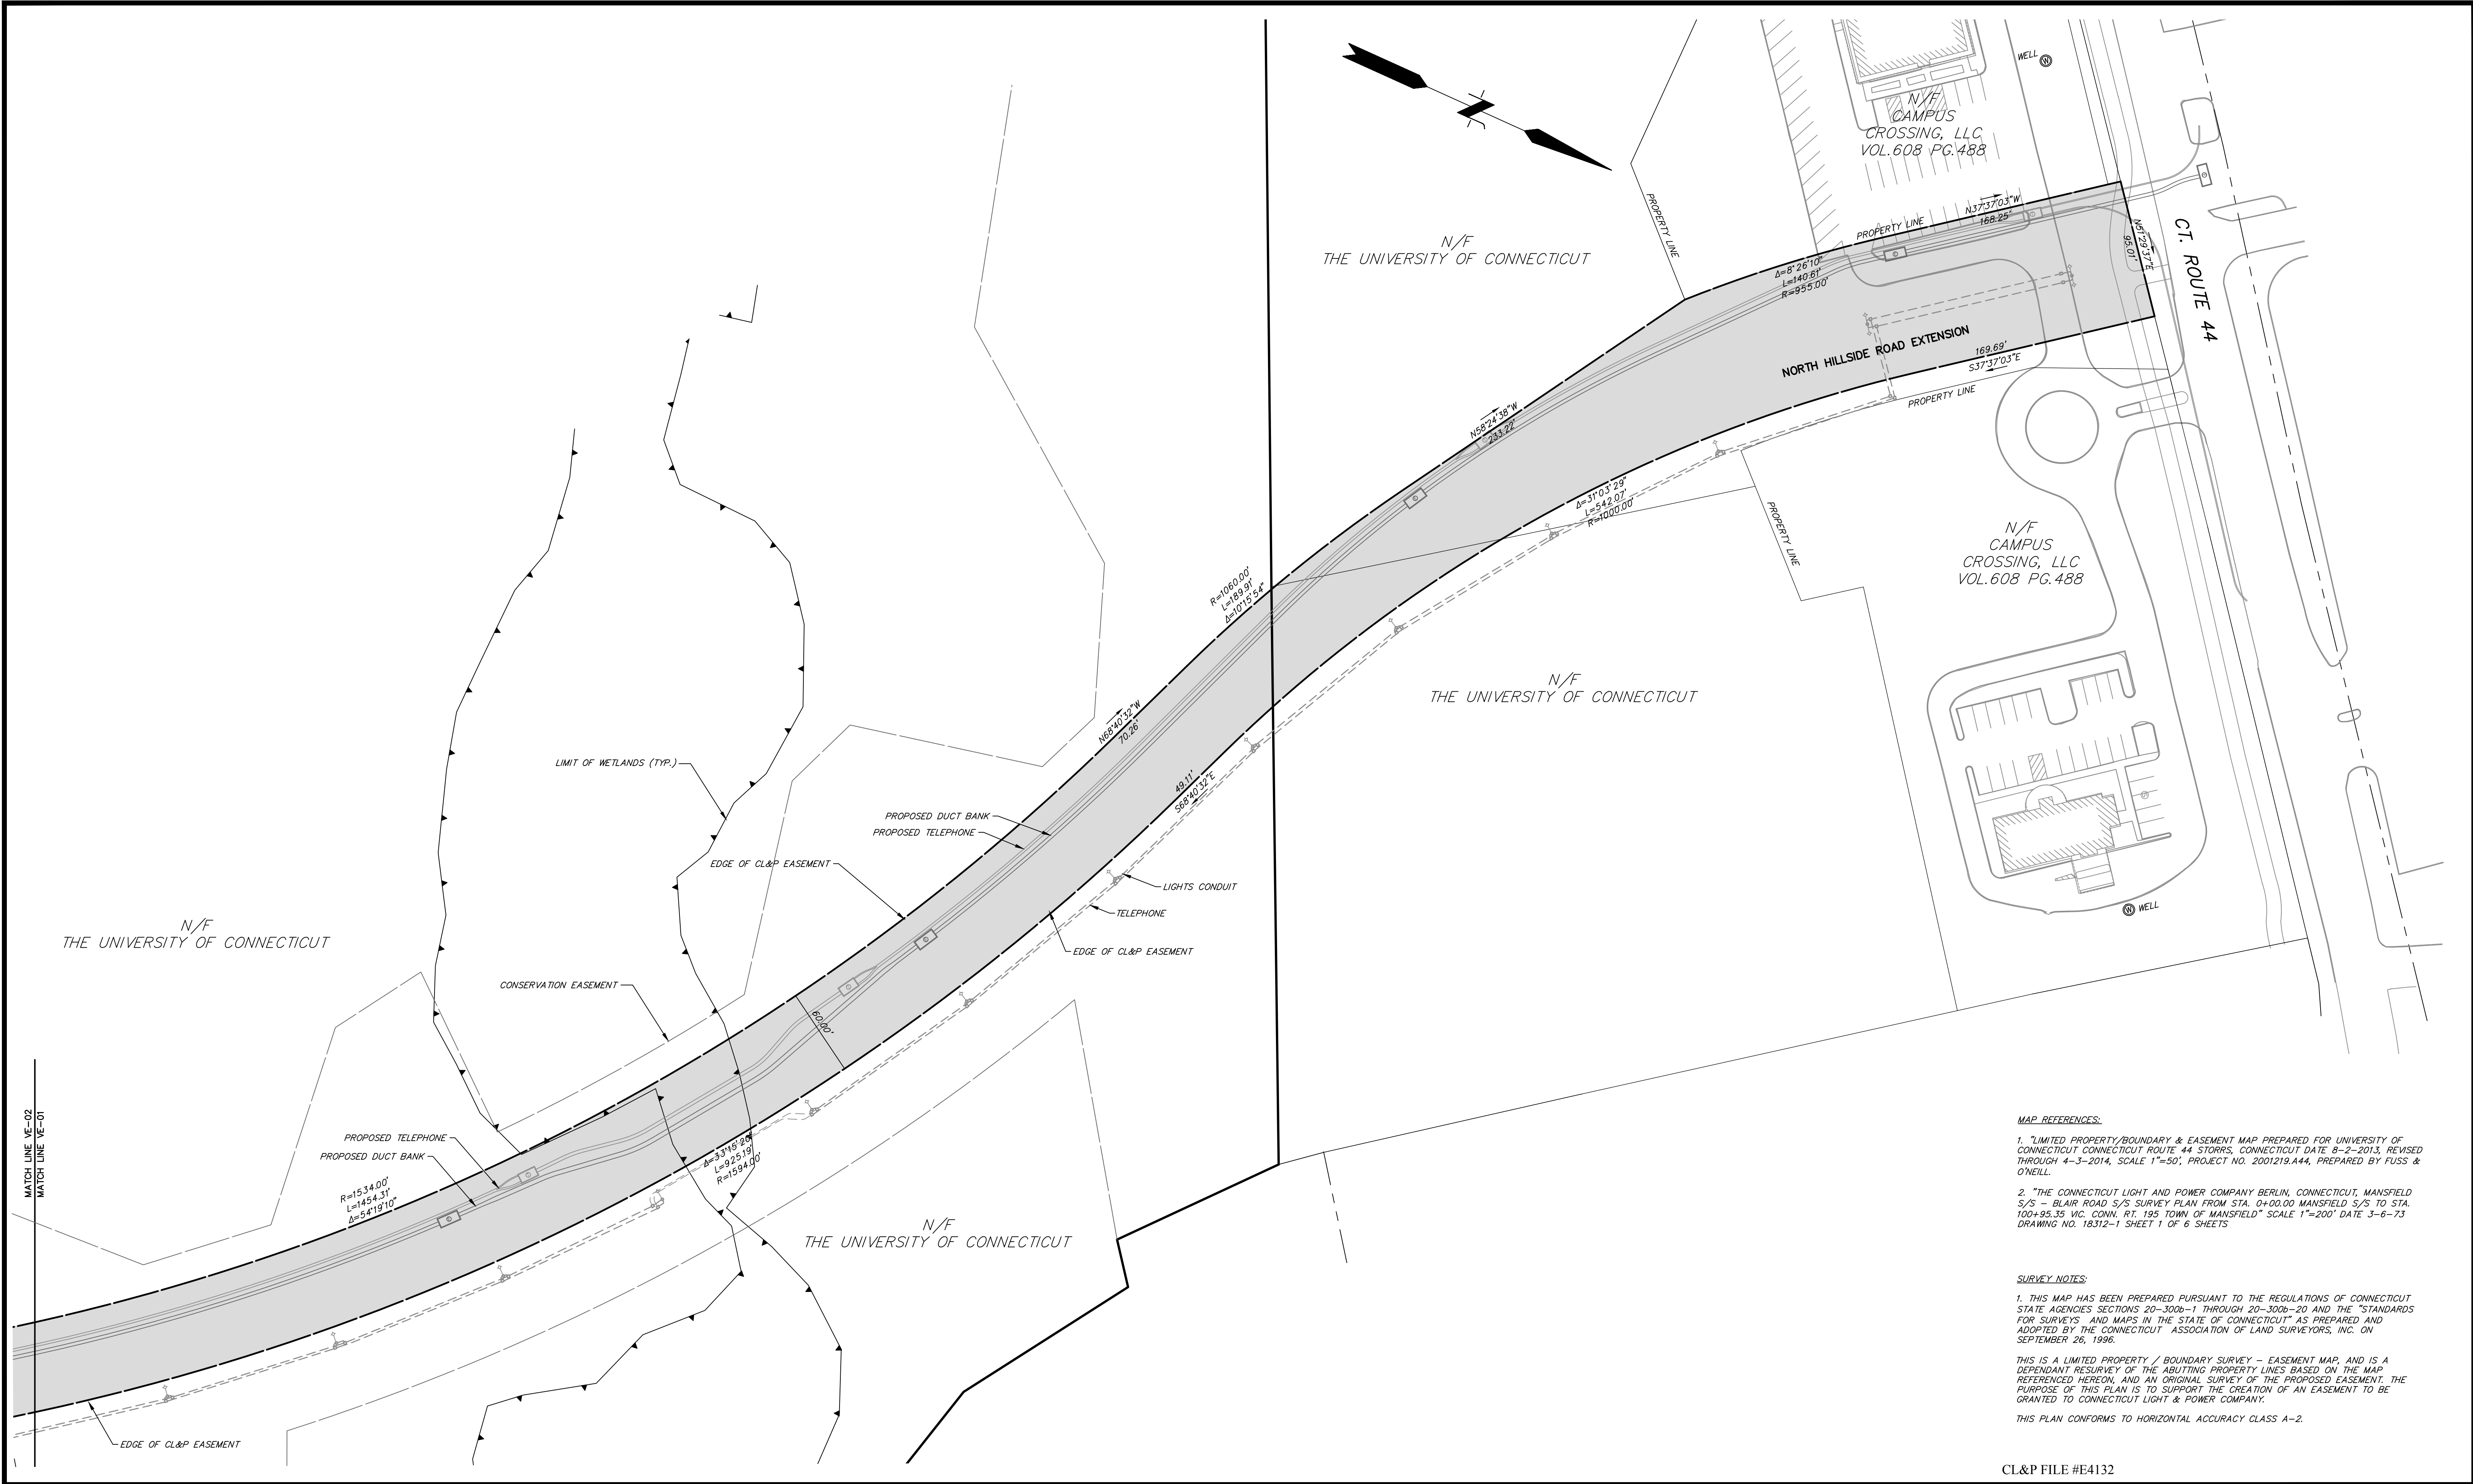 WELL
W
N/F
CAMPUS
CROSSING, LLC
VOL.608 PG.488
N
PROPERTY LINE
N/F
THE UNIVERSITY OF CONNECTICUT
PROPERTY LINE
N37°37'03"W
168.25'
N51°29'37"E
95.01'
CT. ROUTE 44
Δ=8°26'10"
L=140.61'
R=955.00'
NORTH HILLSIDE ROAD EXTENSION
169.69'
S37°37'03"E
PROPERTY LINE
N58°24'38"W
233.22'
Δ=31°03'29"
L=542.07'
R=1000.00'
PROPERTY LINE
N/F
CAMPUS
CROSSING, LLC
VOL.608 PG.488
R=1060.00'
L=189.91'
Δ=10°15'54"
N/F
THE UNIVERSITY OF CONNECTICUT
N68°40'32"W
70.26'
49.11'
S68°40'32"E
LIMIT OF WETLANDS (TYP.)
PROPOSED DUCT BANK
PROPOSED TELEPHONE
EDGE OF CL&P EASEMENT
LIGHTS CONDUIT
TELEPHONE
EDGE OF CL&P EASEMENT
W WELL
N/F
THE UNIVERSITY OF CONNECTICUT
CONSERVATION EASEMENT
60.00'
MATCH LINE VE-02
MATCH LINE VE-01
PROPOSED TELEPHONE
PROPOSED DUCT BANK
Δ=33°15'20"
L=925.19'
R=1594.00'
R=1534.00'
L=1454.31'
Δ=54°19'10"
N/F
THE UNIVERSITY OF CONNECTICUT
EDGE OF CL&P EASEMENT
MAP REFERENCES:
1. "LIMITED PROPERTY/BOUNDARY & EASEMENT MAP PREPARED FOR UNIVERSITY OF
CONNECTICUT CONNECTICUT ROUTE 44 STORRS, CONNECTICUT DATE 8-2-2013, REVISED
THROUGH 4-3-2014, SCALE 1"=50', PROJECT NO. 2001219.A44, PREPARED BY FUSS &
O'NEILL.
2. "THE CONNECTICUT LIGHT AND POWER COMPANY BERLIN, CONNECTICUT, MANSFIELD
S/S - BLAIR ROAD S/S SURVEY PLAN FROM STA. 0+00.00 MANSFIELD S/S TO STA.
100+95.35 VIC. CONN. RT. 195 TOWN OF MANSFIELD" SCALE 1"=200' DATE 3-6-73
DRAWING NO. 18312-1 SHEET 1 OF 6 SHEETS
SURVEY NOTES:
1. THIS MAP HAS BEEN PREPARED PURSUANT TO THE REGULATIONS OF CONNECTICUT
STATE AGENCIES SECTIONS 20-300b-1 THROUGH 20-300b-20 AND THE "STANDARDS
FOR SURVEYS AND MAPS IN THE STATE OF CONNECTICUT" AS PREPARED AND
ADOPTED BY THE CONNECTICUT ASSOCIATION OF LAND SURVEYORS, INC. ON
SEPTEMBER 26, 1996.
THIS IS A LIMITED PROPERTY / BOUNDARY SURVEY - EASEMENT MAP, AND IS A
DEPENDANT RESURVEY OF THE ABUTTING PROPERTY LINES BASED ON THE MAP
REFERENCED HEREON, AND AN ORIGINAL SURVEY OF THE PROPOSED EASEMENT. THE
PURPOSE OF THIS PLAN IS TO SUPPORT THE CREATION OF AN EASEMENT TO BE
GRANTED TO CONNECTICUT LIGHT & POWER COMPANY.
THIS PLAN CONFORMS TO HORIZONTAL ACCURACY CLASS A-2.
CL&P FILE #E4132